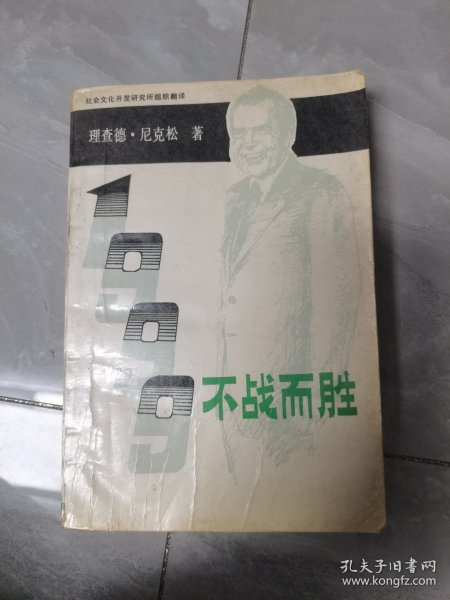 社会文化开发研究所组织翻译
理查德·尼克松 著
1999
不战而胜
孔夫子旧书网
www.kongfz.com